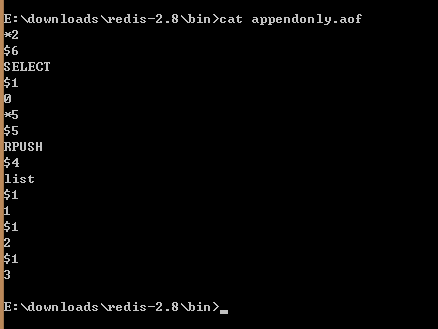 E:\downloads\redis-2.8\bin>cat appendonly.aof
*2
$6
SELECT
$1
0
*5
$5
RPUSH
$4
list
$1
1
$1
2
$1
3
E:\downloads\redis-2.8\bin>_